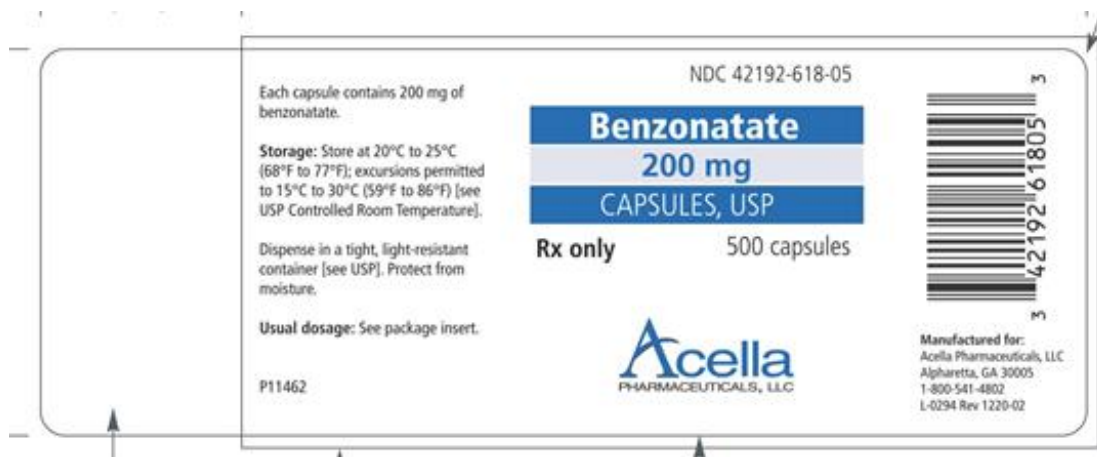 Each capsule contains 200 mg of
benzonatate.
Storage: Store at 20°C to 25°C
(68°F to 77°F); excursions permitted
to 15°C to 30°C (59°F to 86°F) [see
USP Controlled Room Temperature].
Dispense in a tight, light-resistant
container [see USP]. Protect from
moisture.
Usual dosage: See package insert.
P11462
NDC 42192-618-05
Benzonatate
200 mg
CAPSULES, USP
Rx only 500 capsules
Acella
PHARMACEUTICALS, LLC
3 42192 61805 3
Manufactured for:
Acella Pharmaceuticals, LLC
Alpharetta, GA 30005
1-800-541-4802
L-0294 Rev 1220-02